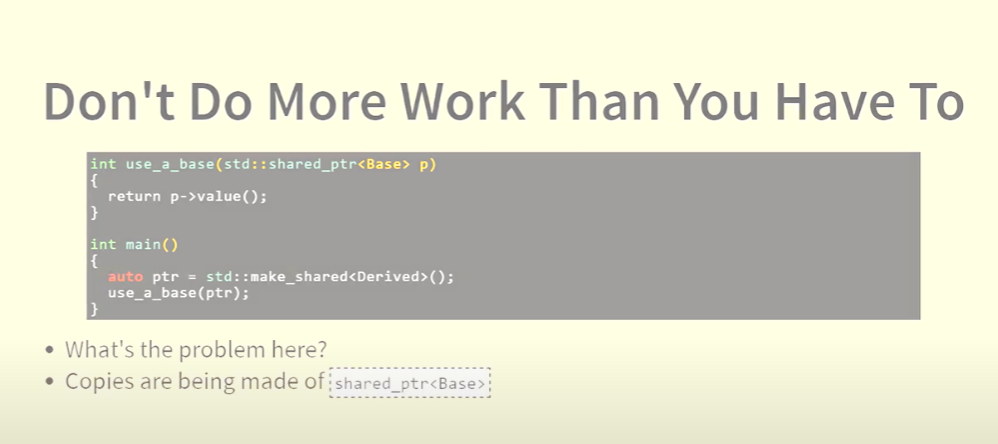 Don't Do More Work Than You Have To
int use_a_base(std::shared_ptr<Base> p)
{
  return p->value();
}
int main()
{
  auto ptr = std::make_shared<Derived>();
  use_a_base(ptr);
}
• What's the problem here?
• Copies are being made of shared_ptr<Base>